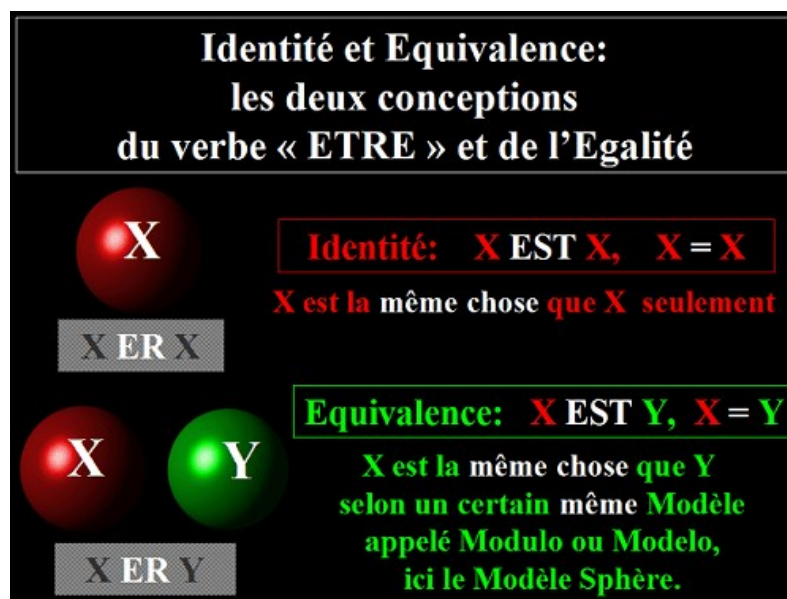 Identité et Equivalence:
les deux conceptions
du verbe « ETRE » et de l'Egalité
X
Identité: X EST X, X = X
X est la même chose que X seulement
X ER X
X
Y
Equivalence: X EST Y, X = Y
X est la même chose que Y
selon un certain même Modèle
appelé Modulo ou Modelo,
ici le Modèle Sphère.
X ER Y